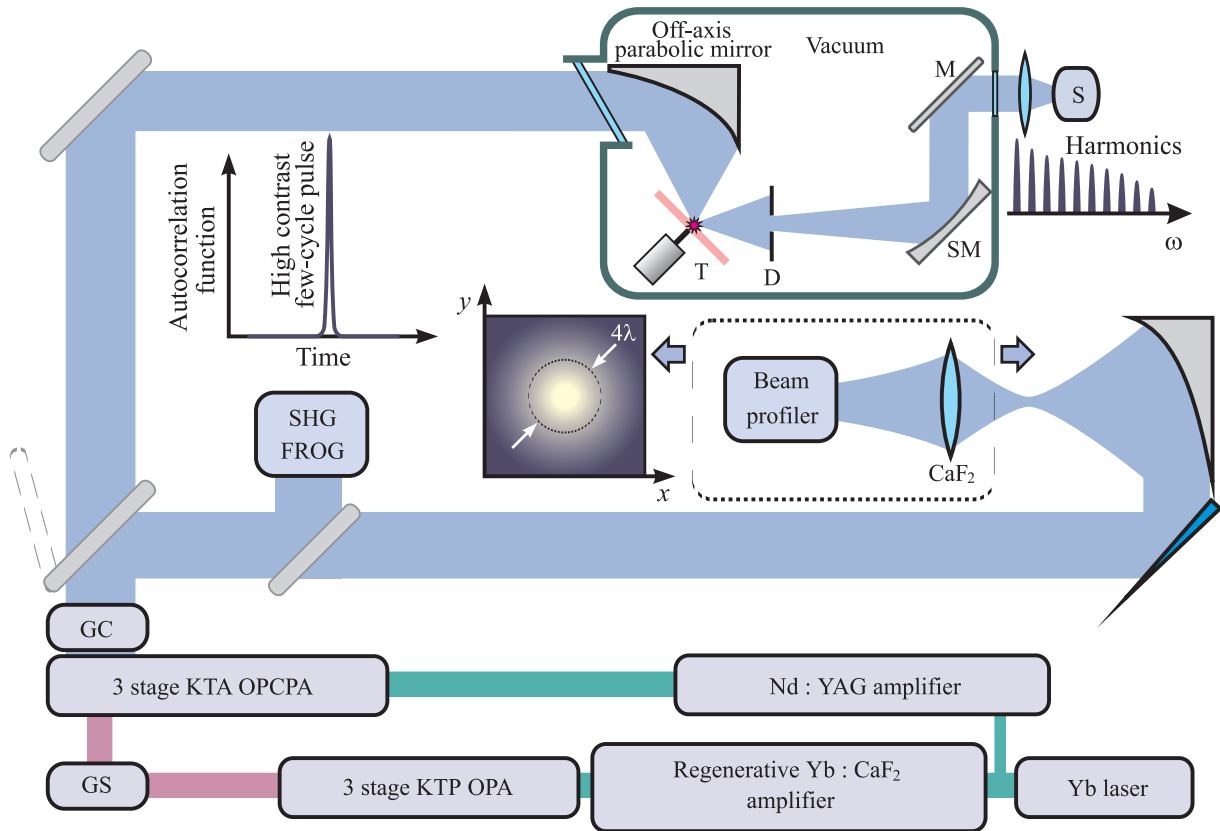 Off-axis
parabolic mirror
Vacuum
M
S
Harmonics
ω
SM
T
D
Autocorrelation
function
High contrast
few-cycle pulse
Time
y
4λ
x
Beam
profiler
CaF₂
SHG
FROG
GC
3 stage KTA OPCPA
Nd : YAG amplifier
GS
3 stage KTP OPA
Regenerative Yb : CaF₂
amplifier
Yb laser